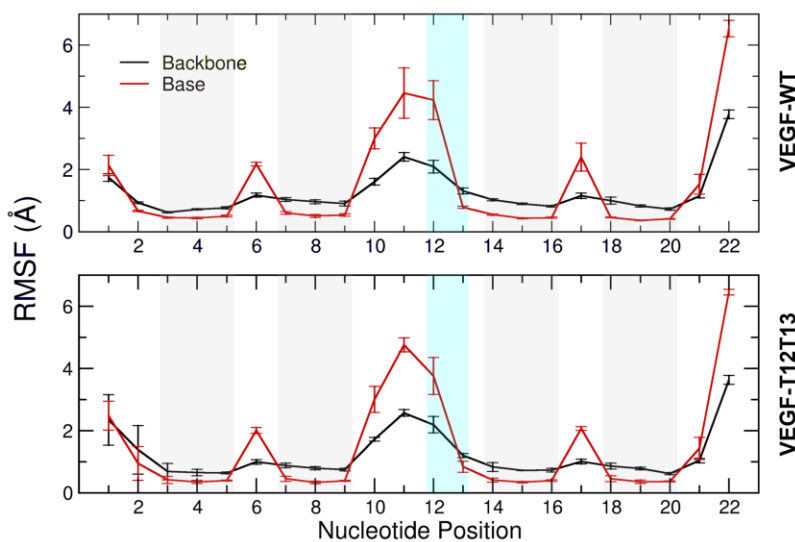 6
Backbone
Base
4
2
0
2 4 6 8 10 12 14 16 18 20 22
VEGF-WT
RMSF (Å)
6
4
2
0
2 4 6 8 10 12 14 16 18 20 22
VEGF-T12T13
Nucleotide Position